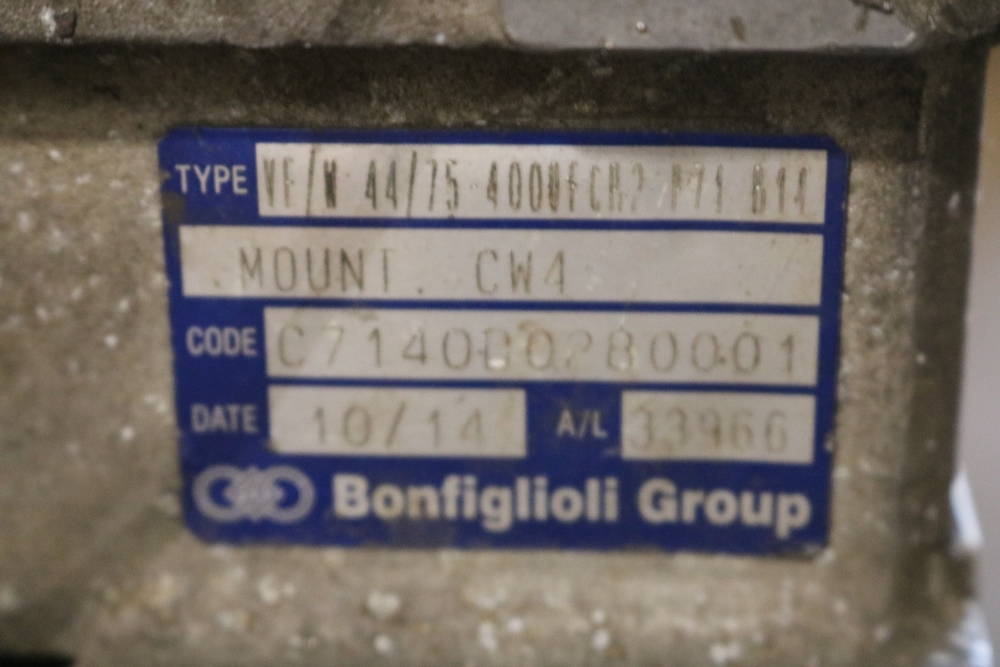 TYPE VF/W 44/75 400UFCR2 P71 B14
MOUNT. CW4
CODE C7140B0280001
DATE 10/14 A/L 33966
Bonfiglioli Group